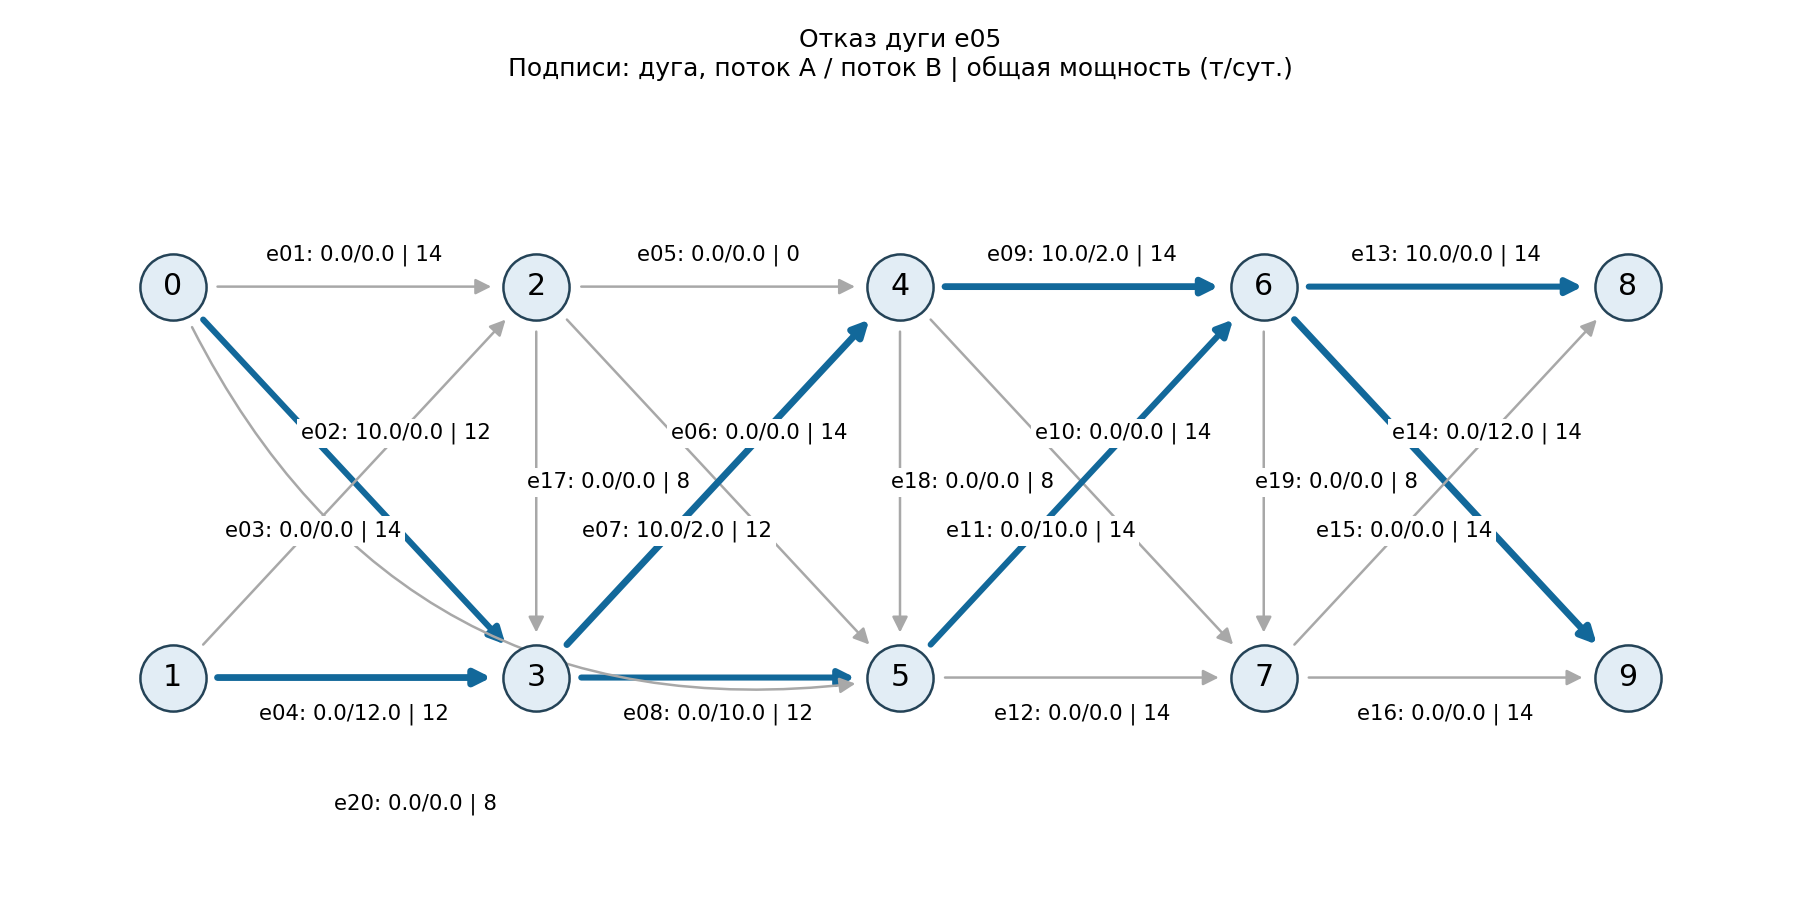 Отказ дуги e05
Подписи: дуга, поток A / поток B | общая мощность (т/сут.)
e01: 0.0/0.0 | 14
e05: 0.0/0.0 | 0
e09: 10.0/2.0 | 14
e13: 10.0/0.0 | 14
0
2
4
6
8
e02: 10.0/0.0 | 12
e06: 0.0/0.0 | 14
e10: 0.0/0.0 | 14
e14: 0.0/12.0 | 14
e17: 0.0/0.0 | 8
e18: 0.0/0.0 | 8
e19: 0.0/0.0 | 8
e03: 0.0/0.0 | 14
e07: 10.0/2.0 | 12
e11: 0.0/10.0 | 14
e15: 0.0/0.0 | 14
1
3
5
7
9
e04: 0.0/12.0 | 12
e08: 0.0/10.0 | 12
e12: 0.0/0.0 | 14
e16: 0.0/0.0 | 14
e20: 0.0/0.0 | 8